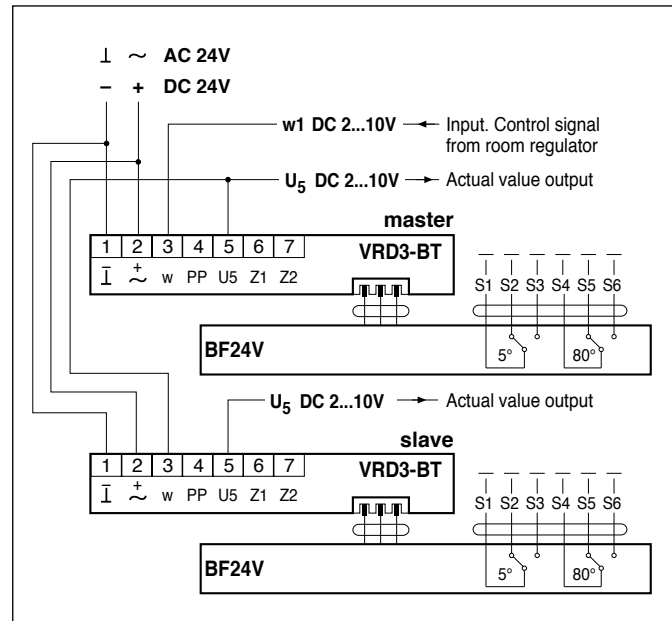 ⊥ ~ AC 24V
− + DC 24V
w1 DC 2...10V Input. Control signal
from room regulator
U5 DC 2...10V Actual value output
master
1 2 3 4 5 6 7 VRD3-BT
⊥ ~ w PP U5 Z1 Z2
− +
S1 S2 S3 S4 S5 S6
BF24V
5° 80°
U5 DC 2...10V Actual value output
slave
1 2 3 4 5 6 7 VRD3-BT
⊥ ~ w PP U5 Z1 Z2
− +
S1 S2 S3 S4 S5 S6
BF24V
5° 80°